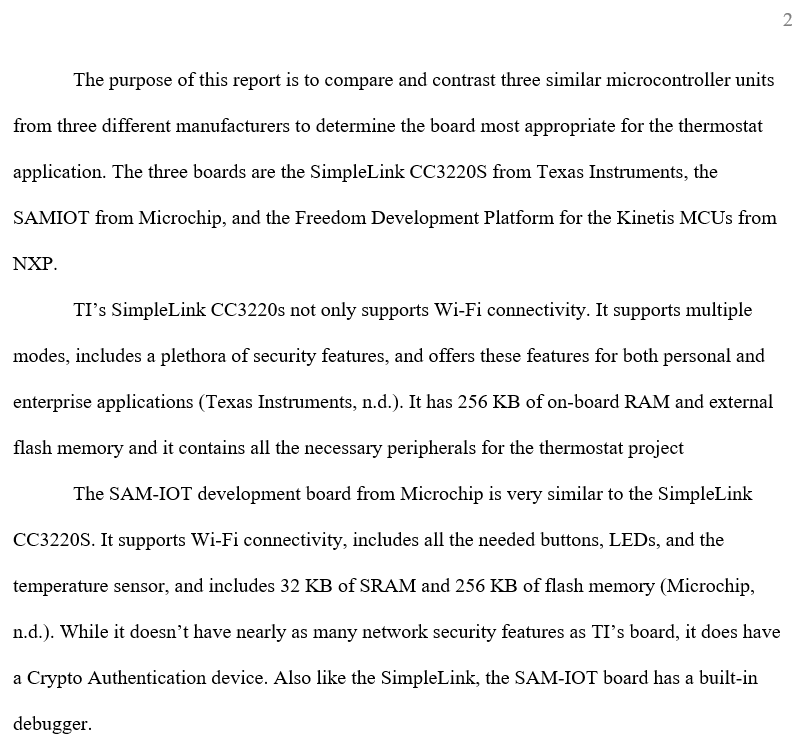 2
The purpose of this report is to compare and contrast three similar microcontroller units
from three different manufacturers to determine the board most appropriate for the thermostat
application. The three boards are the SimpleLink CC3220S from Texas Instruments, the
SAMIOT from Microchip, and the Freedom Development Platform for the Kinetis MCUs from
NXP.
TI’s SimpleLink CC3220s not only supports Wi-Fi connectivity. It supports multiple
modes, includes a plethora of security features, and offers these features for both personal and
enterprise applications (Texas Instruments, n.d.). It has 256 KB of on-board RAM and external
flash memory and it contains all the necessary peripherals for the thermostat project
The SAM-IOT development board from Microchip is very similar to the SimpleLink
CC3220S. It supports Wi-Fi connectivity, includes all the needed buttons, LEDs, and the
temperature sensor, and includes 32 KB of SRAM and 256 KB of flash memory (Microchip,
n.d.). While it doesn’t have nearly as many network security features as TI’s board, it does have
a Crypto Authentication device. Also like the SimpleLink, the SAM-IOT board has a built-in
debugger.